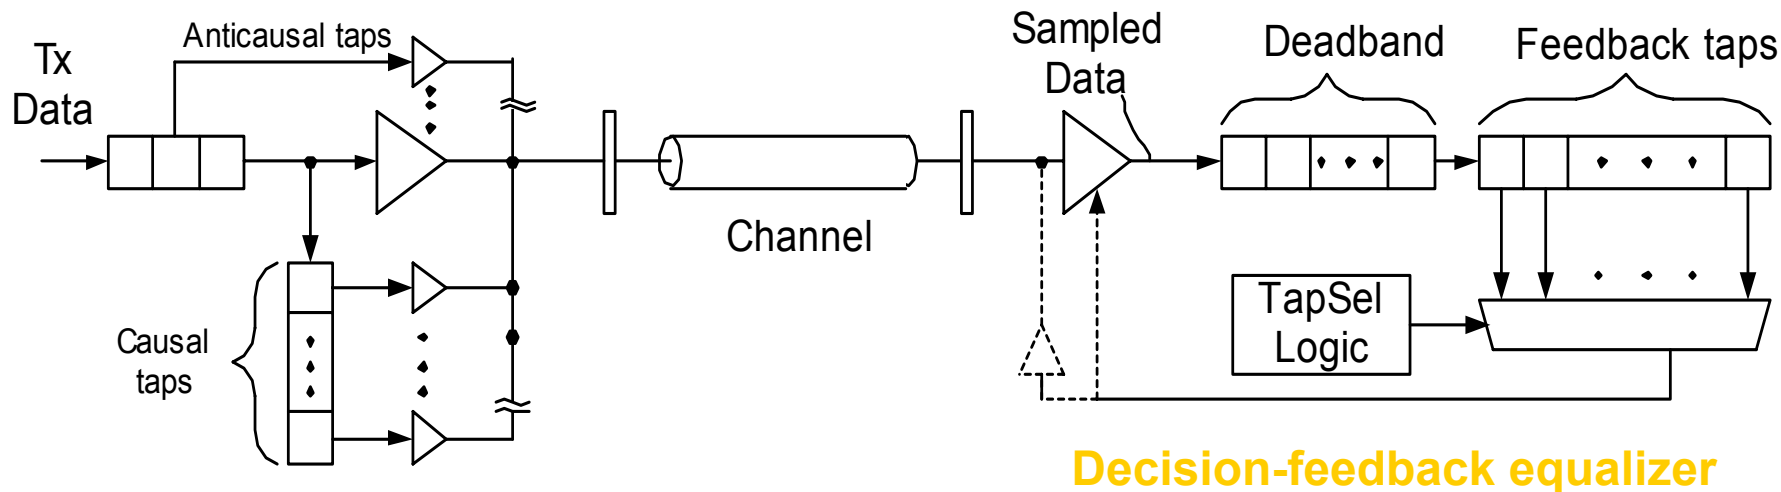 Tx
Data
Anticausal taps
Causal
taps
Channel
Sampled
Data
Deadband
Feedback taps
TapSel
Logic
Decision-feedback equalizer